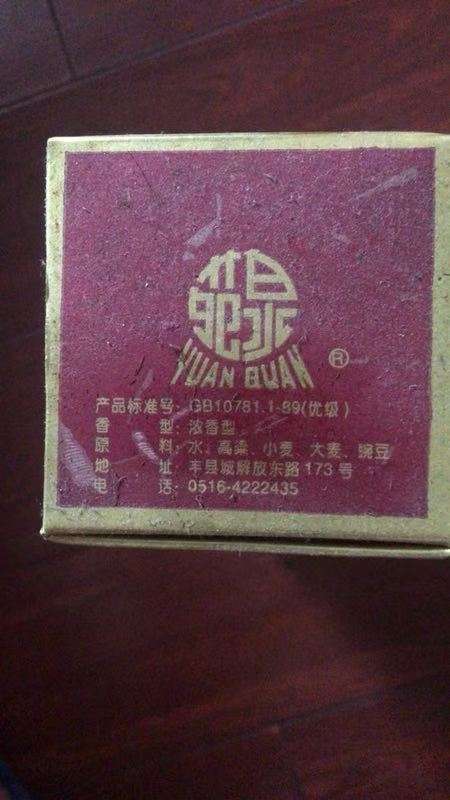 YUAN QUAN
®
产品标准号: GB10781.1-89(优级)
香 型: 浓香型
原 料: 水、高粱、小麦、大麦、豌豆
地 址: 丰县城解放东路173号
电 话: 0516-4222435